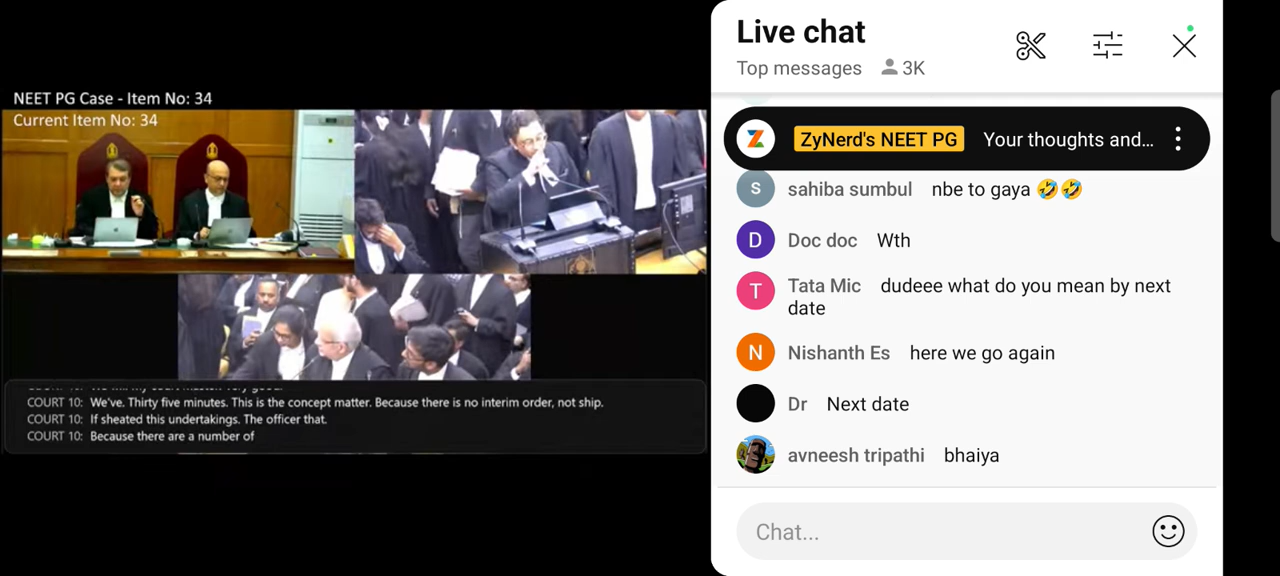 NEET PG Case - Item No: 34
Current Item No: 34
COURT 10: We've, Thirty five minutes. This is the concept matter. Because there is no interim order, not ship.
COURT 10: If sheated this undertakings. The officer that.
COURT 10: Because there are a number of
Live chat
Top messages 3K
ZyNerd's NEET PG Your thoughts and...
S sahiba sumbul nbe to gaya 🤣🤣
D Doc doc Wth
T Tata Mic dudeee what do you mean by next
date
N Nishanth Es here we go again
Dr Next date
avneesh tripathi bhaiya
Chat...